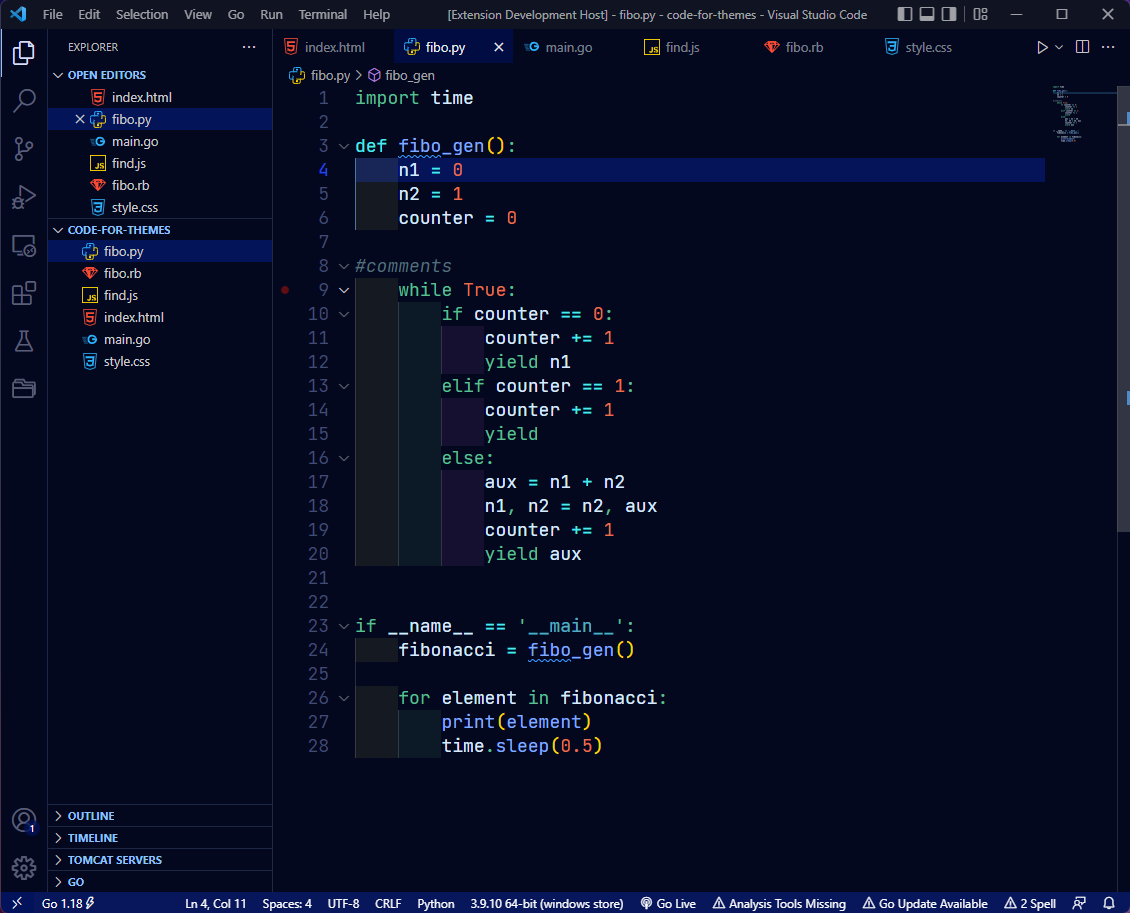 File Edit Selection View Go Run Terminal Help [Extension Development Host] - fibo.py - code-for-themes - Visual Studio Code
EXPLORER
OPEN EDITORS
index.html
fibo.py
main.go
find.js
fibo.rb
style.css
CODE-FOR-THEMES
fibo.py
fibo.rb
find.js
index.html
main.go
style.css
OUTLINE
TIMELINE
TOMCAT SERVERS
GO
index.html fibo.py main.go find.js fibo.rb style.css
fibo.py > fibo_gen
1 import time
2
3 def fibo_gen():
4 n1 = 0
5 n2 = 1
6 counter = 0
7
8 #comments
9 while True:
10 if counter == 0:
11 counter += 1
12 yield n1
13 elif counter == 1:
14 counter += 1
15 yield
16 else:
17 aux = n1 + n2
18 n1, n2 = n2, aux
19 counter += 1
20 yield aux
21
22
23 if __name__ == '__main__':
24 fibonacci = fibo_gen()
25
26 for element in fibonacci:
27 print(element)
28 time.sleep(0.5)
1
Go 1.18 Ln 4, Col 11 Spaces: 4 UTF-8 CRLF Python 3.9.10 64-bit (windows store) Go Live Analysis Tools Missing Go Update Available 2 Spell